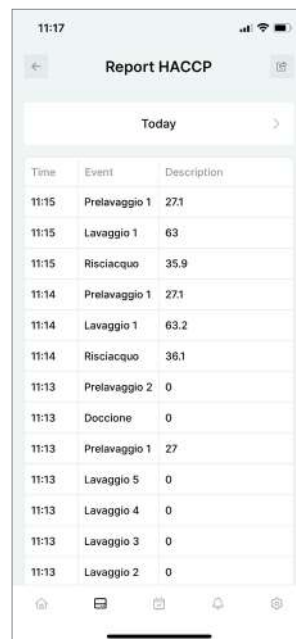 11:17
Report HACCP
Today
Time Event Description
11:15 Prelavaggio 1 27.1
11:15 Lavaggio 1 63
11:15 Risciacquo 35.9
11:14 Prelavaggio 1 27.1
11:14 Lavaggio 1 63.2
11:14 Risciacquo 36.1
11:13 Prelavaggio 2 0
11:13 Doccione 0
11:13 Prelavaggio 1 27
11:13 Lavaggio 5 0
11:13 Lavaggio 4 0
11:13 Lavaggio 3 0
11:13 Lavaggio 2 0